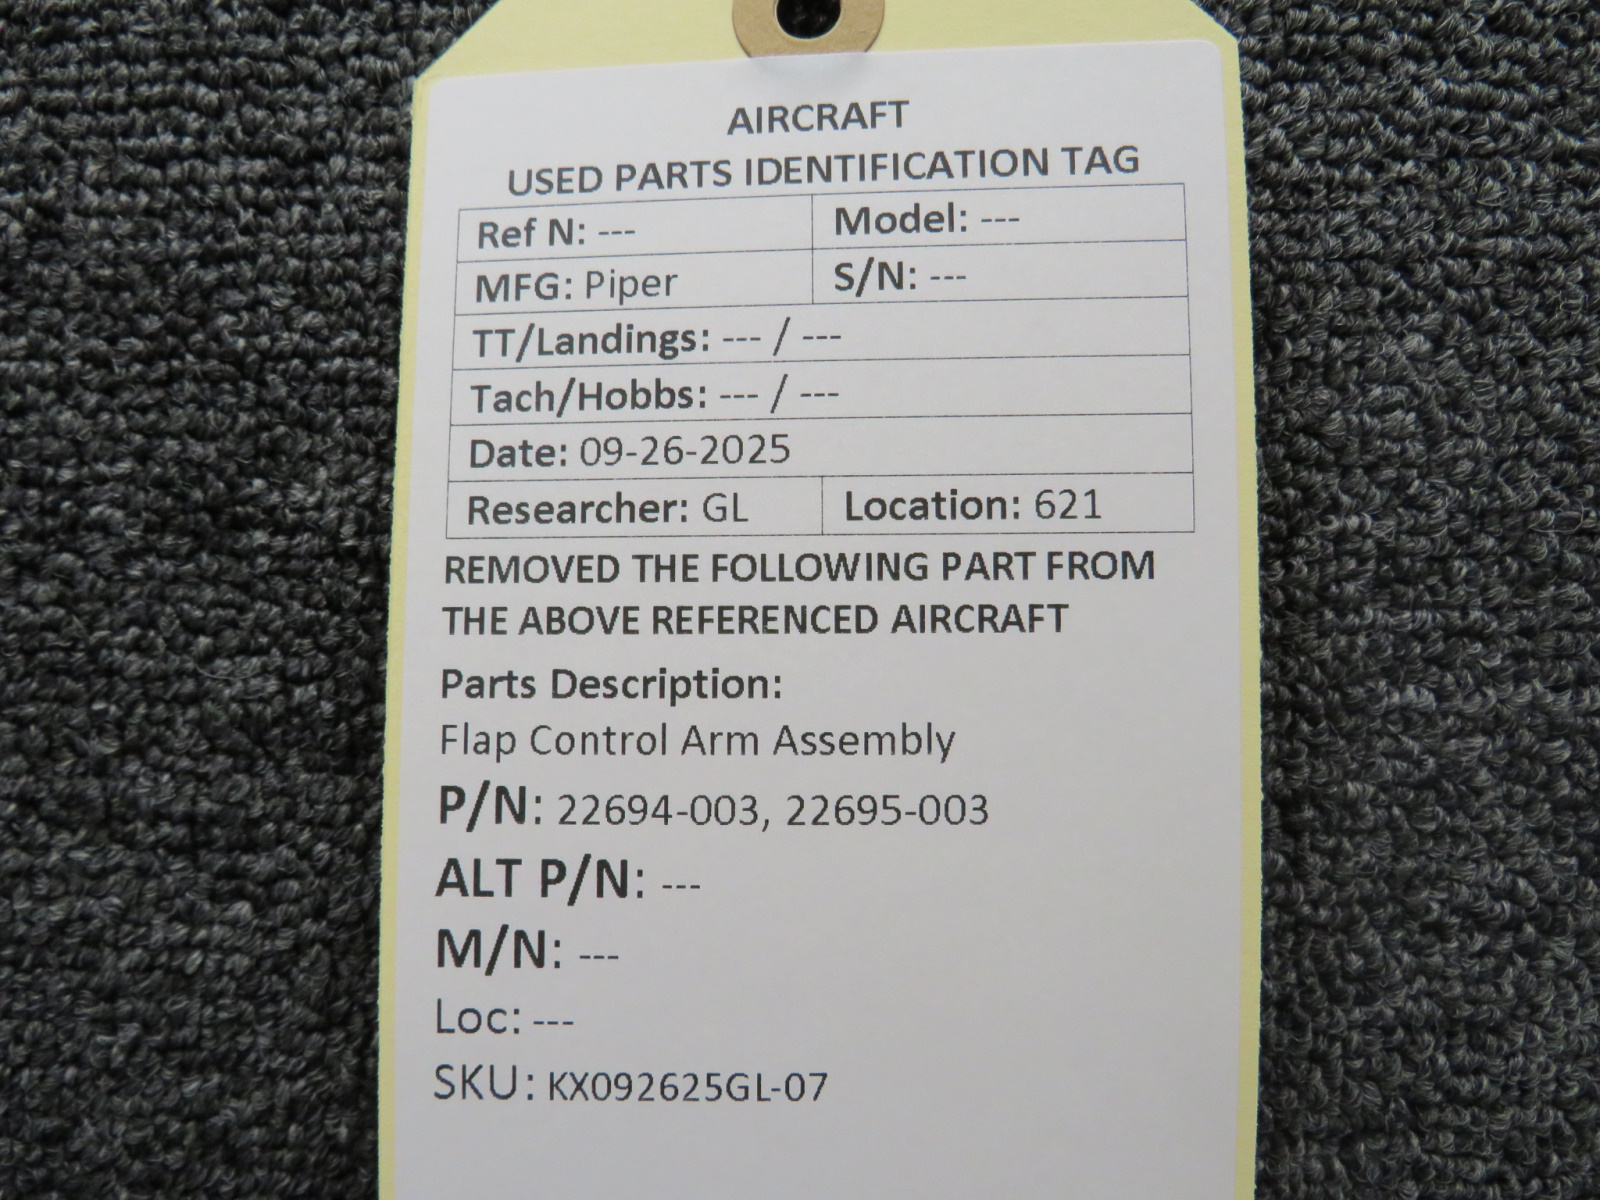 AIRCRAFT
USED PARTS IDENTIFICATION TAG
Ref N: --- Model: ---
MFG: Piper S/N: ---
TT/Landings: --- / ---
Tach/Hobbs: --- / ---
Date: 09-26-2025
Researcher: GL Location: 621
REMOVED THE FOLLOWING PART FROM
THE ABOVE REFERENCED AIRCRAFT
Parts Description:
Flap Control Arm Assembly
P/N: 22694-003, 22695-003
ALT P/N: ---
M/N: ---
Loc: ---
SKU: KX092625GL-07